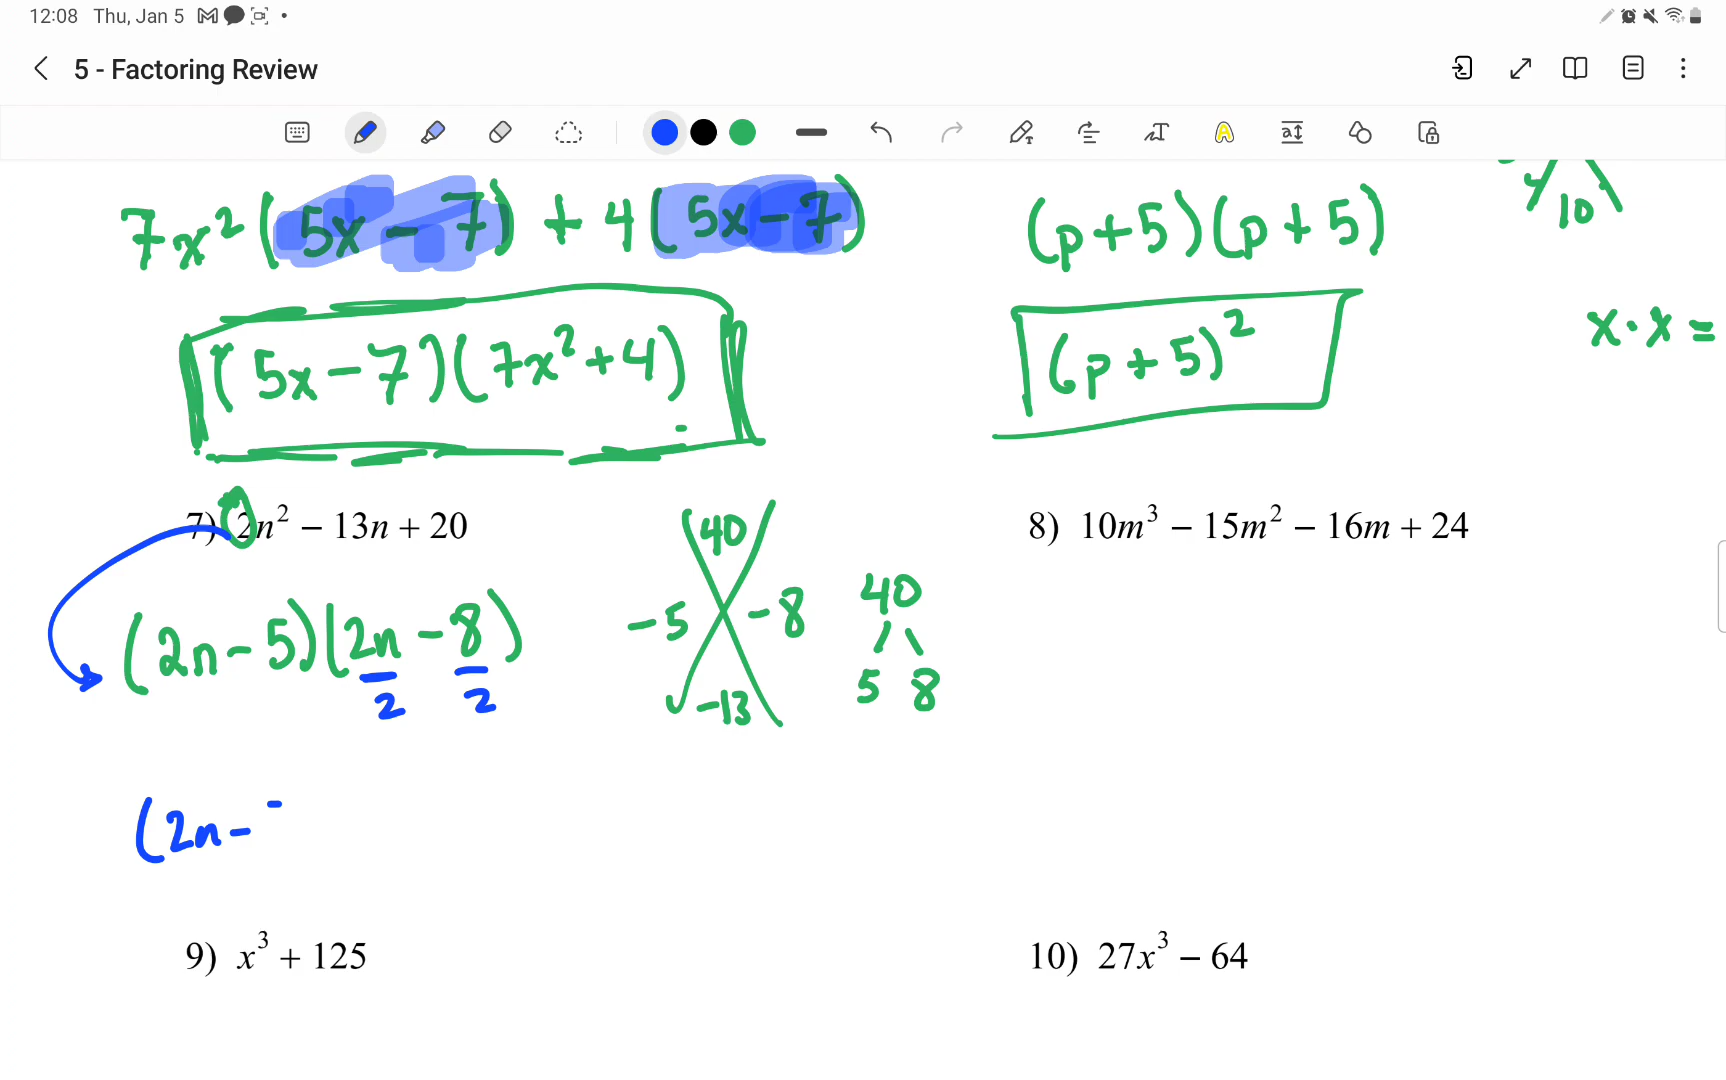 12:08 Thu, Jan 5
5 - Factoring Review
7x²(5x - 7) + 4(5x-7)
(5x-7)(7x²+4)
(p+5)(p+5)
(p+5)²
10
x·x =
7) 2n² − 13n + 20
(2n-5)(2n-8)
2 2
(2n-
40
-5 -8
-13
40
5 8
8) 10m³ − 15m² − 16m + 24
9) x³ + 125
10) 27x³ − 64